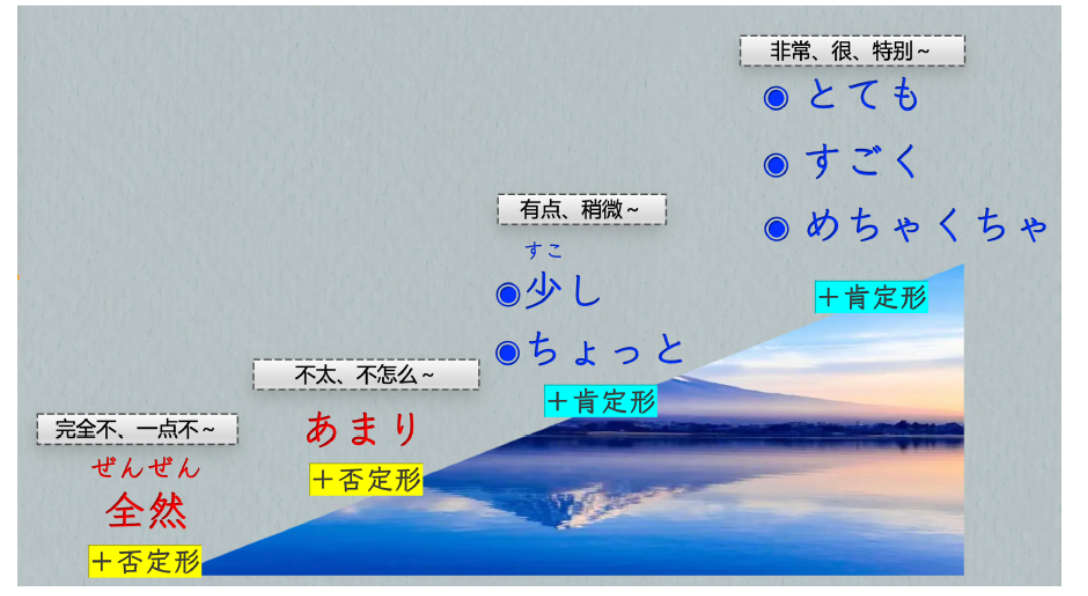 非常、很、特别~
◉ とても
◉ すごく
◉ めちゃくちゃ
+肯定形
有点、稍微~
すこ
◉少し
◉ちょっと
+肯定形
不太、不怎么~
あまり
+否定形
完全不、一点不~
ぜんぜん
全然
+否定形